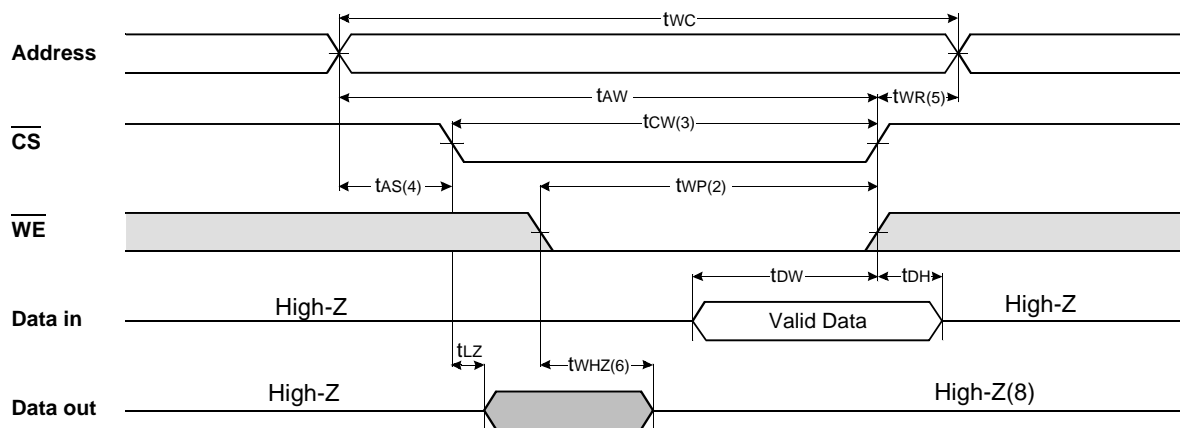 tWC
Address
tAW
tWR(5)
tCW(3)
CS
tAS(4)
tWP(2)
WE
tDW
tDH
High-Z
High-Z
Data in
Valid Data
tLZ
tWHZ(6)
High-Z
High-Z(8)
Data out